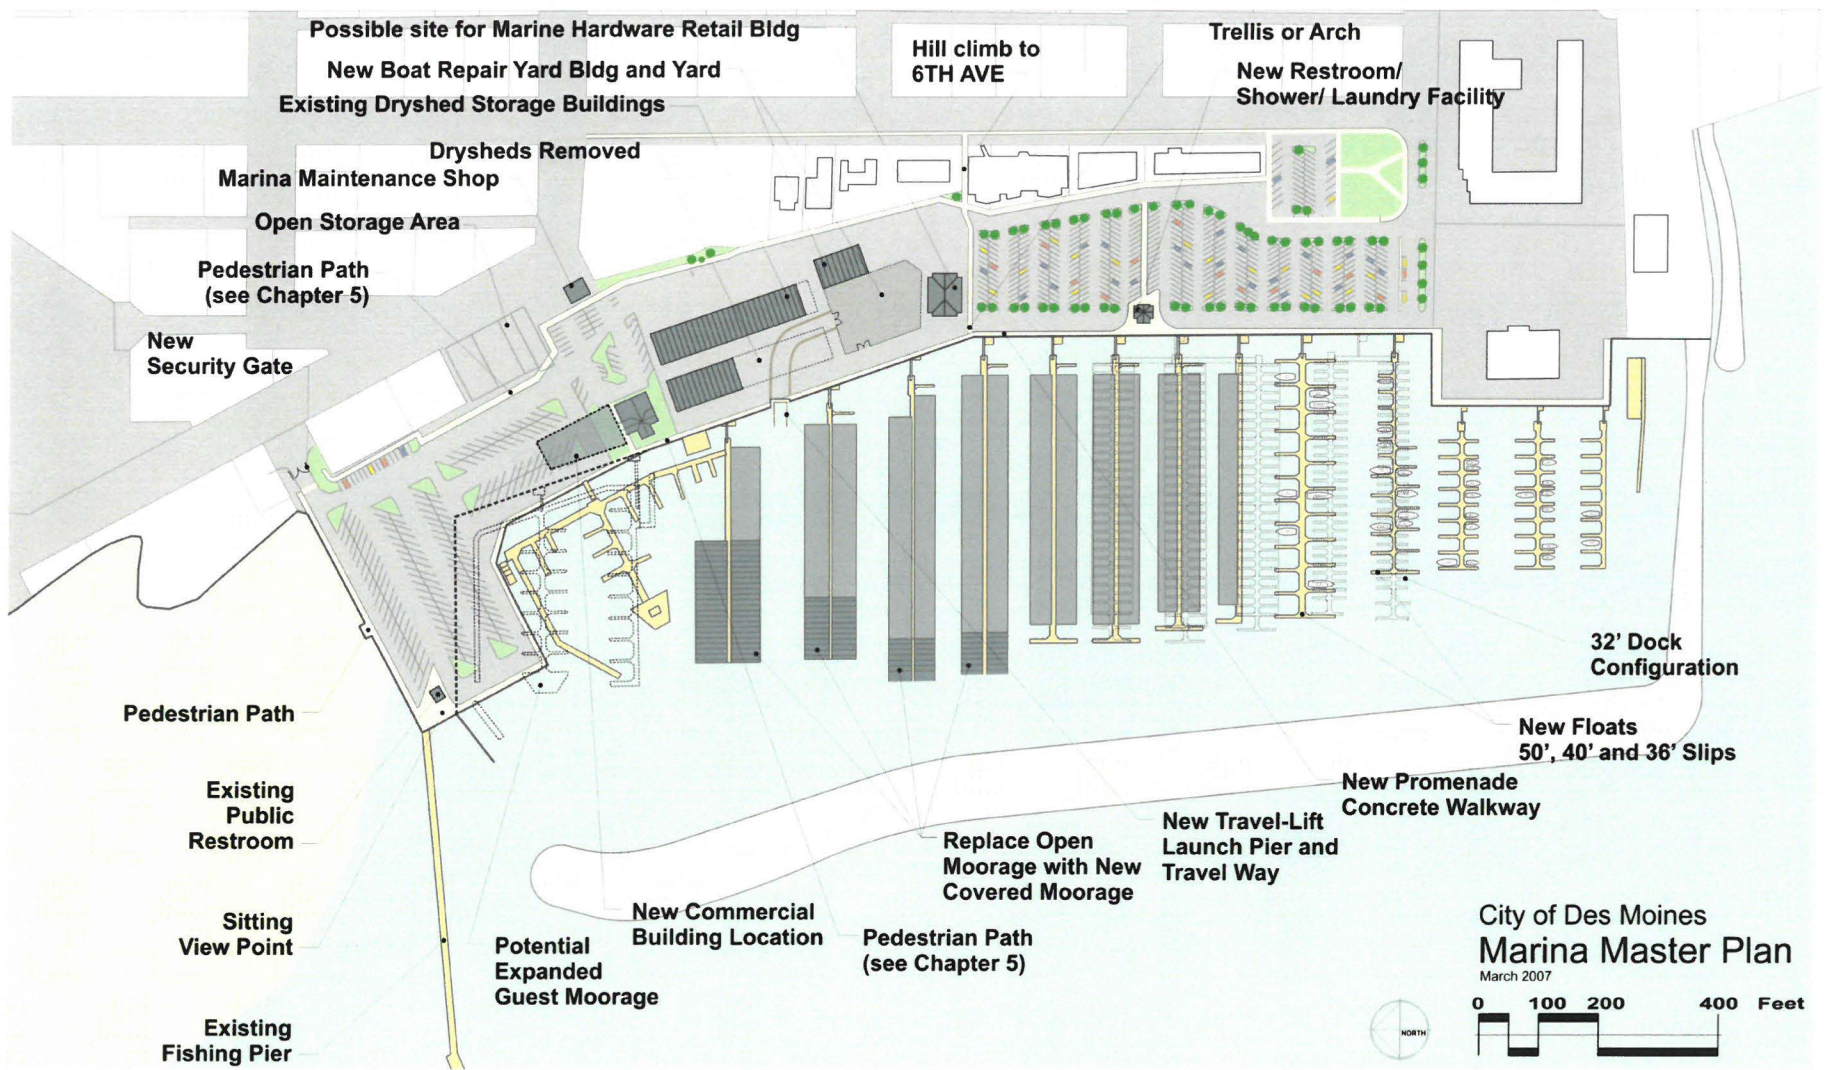 Possible site for Marine Hardware Retail Bldg
New Boat Repair Yard Bldg and Yard
Existing Dryshed Storage Buildings
Drysheds Removed
Marina Maintenance Shop
Open Storage Area
Pedestrian Path
(see Chapter 5)
New
Security Gate
Hill climb to
6TH AVE
Trellis or Arch
New Restroom/
Shower/ Laundry Facility
Pedestrian Path
Existing
Public
Restroom
Sitting
View Point
Existing
Fishing Pier
Potential
Expanded
Guest Moorage
New Commercial
Building Location
Pedestrian Path
(see Chapter 5)
Replace Open
Moorage with New
Covered Moorage
New Travel-Lift
Launch Pier and
Travel Way
New Promenade
Concrete Walkway
New Floats
50', 40' and 36' Slips
32' Dock
Configuration
City of Des Moines
Marina Master Plan
March 2007
0 100 200 400 Feet
NORTH